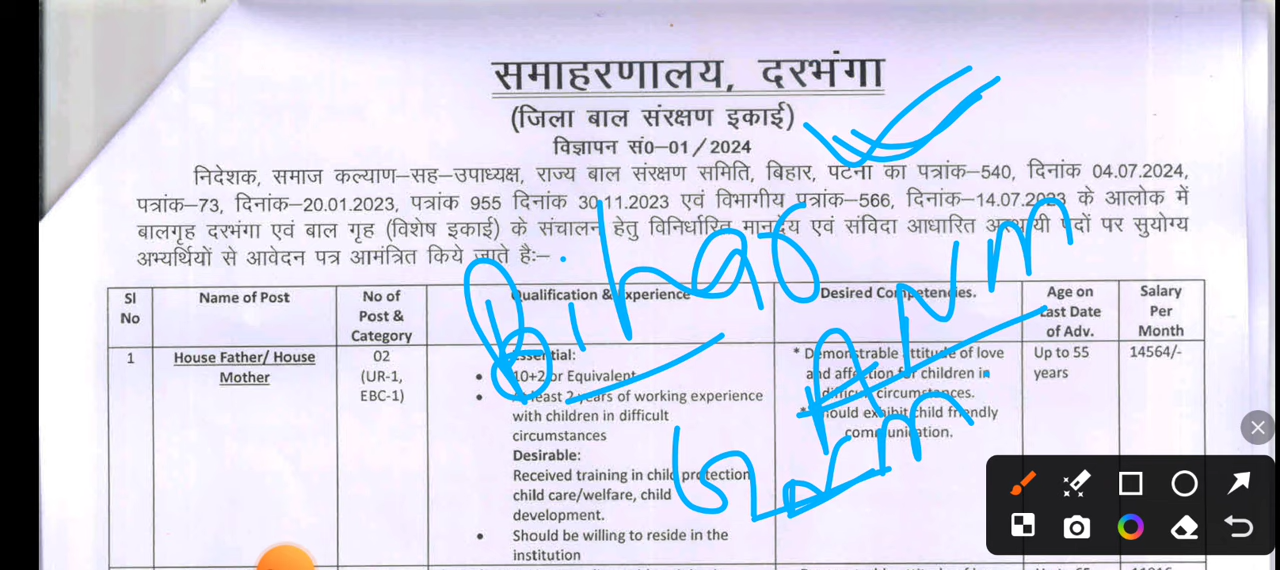 समाहरणालय, दरभंगा
(जिला बाल संरक्षण इकाई)
विज्ञापन सं0-01/2024
निदेशक, समाज कल्याण-सह-उपाध्यक्ष, राज्य बाल संरक्षण समिति, बिहार, पटना का पत्रांक-540, दिनांक 04.07.2024,
पत्रांक-73, दिनांक-20.01.2023, पत्रांक 955 दिनांक 30.11.2023 एवं विभागीय पत्रांक-566, दिनांक-14.07.2023 के आलोक में
बालगृह दरभंगा एवं बाल गृह (विशेष इकाई) के संचालन हेतु विनिर्धारित मानदेय एवं संविदा आधारित अस्थायी पदों पर सुयोग्य
अभ्यर्थियों से आवेदन पत्र आमंत्रित किये जाते है:-
Bihar
ANM
Sl No
Name of Post
No of Post & Category
Qualification & Experience
Desired Competencies.
Age on Last Date of Adv.
Salary Per Month
1
House Father/ House
Mother
02
(UR-1,
EBC-1)
Essential:
• 10+2 or Equivalent
• At least 2 years of working experience
with children in difficult
circumstances
Desirable:
Received training in child protection
child care/welfare, child
development.
• Should be willing to reside in the
institution
* Demonstrable attitude of love
and affection for children in
difficult circumstances.
* Should exhibit child friendly
communication.
Up to 55
years
14564/-